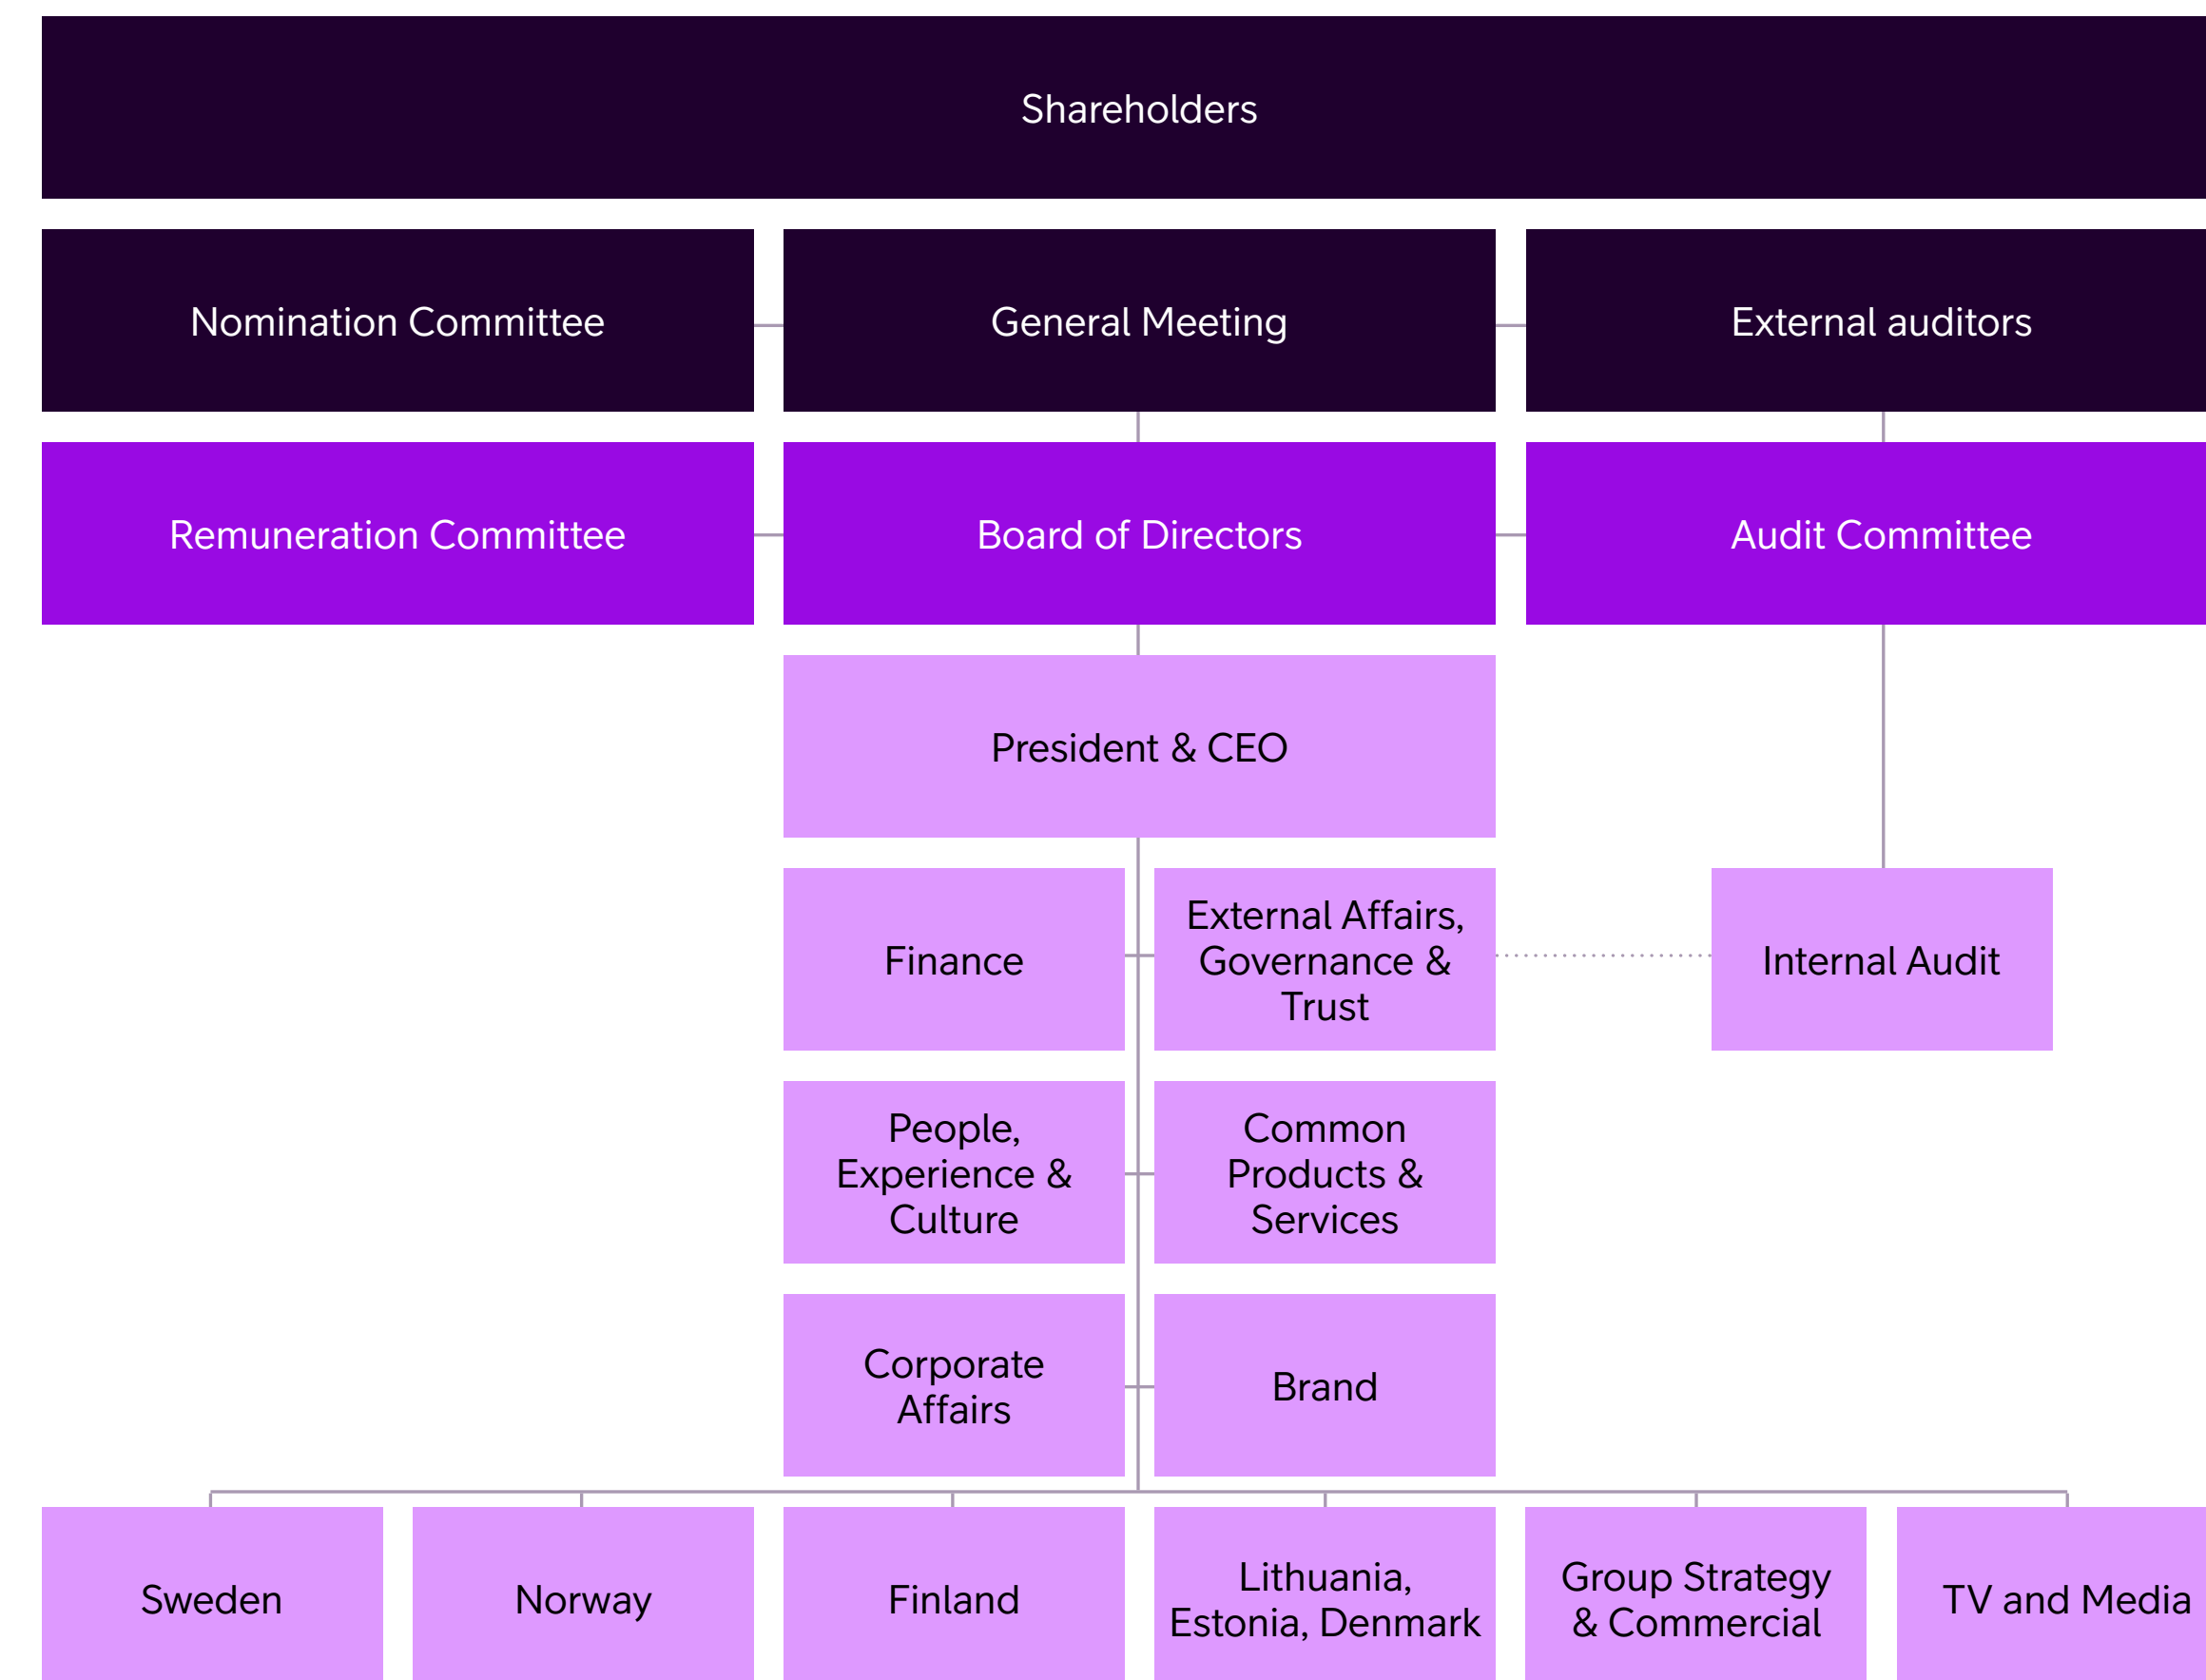 Shareholders
Nomination Committee
General Meeting
External auditors
Remuneration Committee
Board of Directors
Audit Committee
President & CEO
Finance
External Affairs,
Governance &
Trust
Internal Audit
People,
Experience &
Culture
Common
Products &
Services
Corporate
Affairs
Brand
Sweden
Norway
Finland
Lithuania,
Estonia, Denmark
Group Strategy
& Commercial
TV and Media